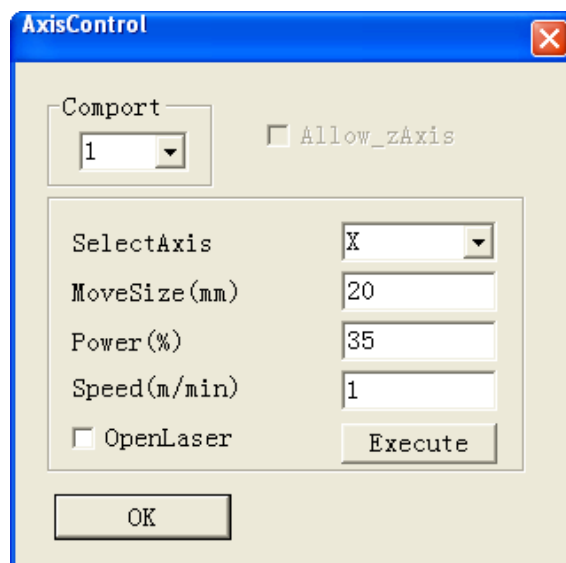 AxisControl
Comport
1
Allow_zAxis
SelectAxis X
MoveSize(mm) 20
Power(%) 35
Speed(m/min) 1
OpenLaser Execute
OK